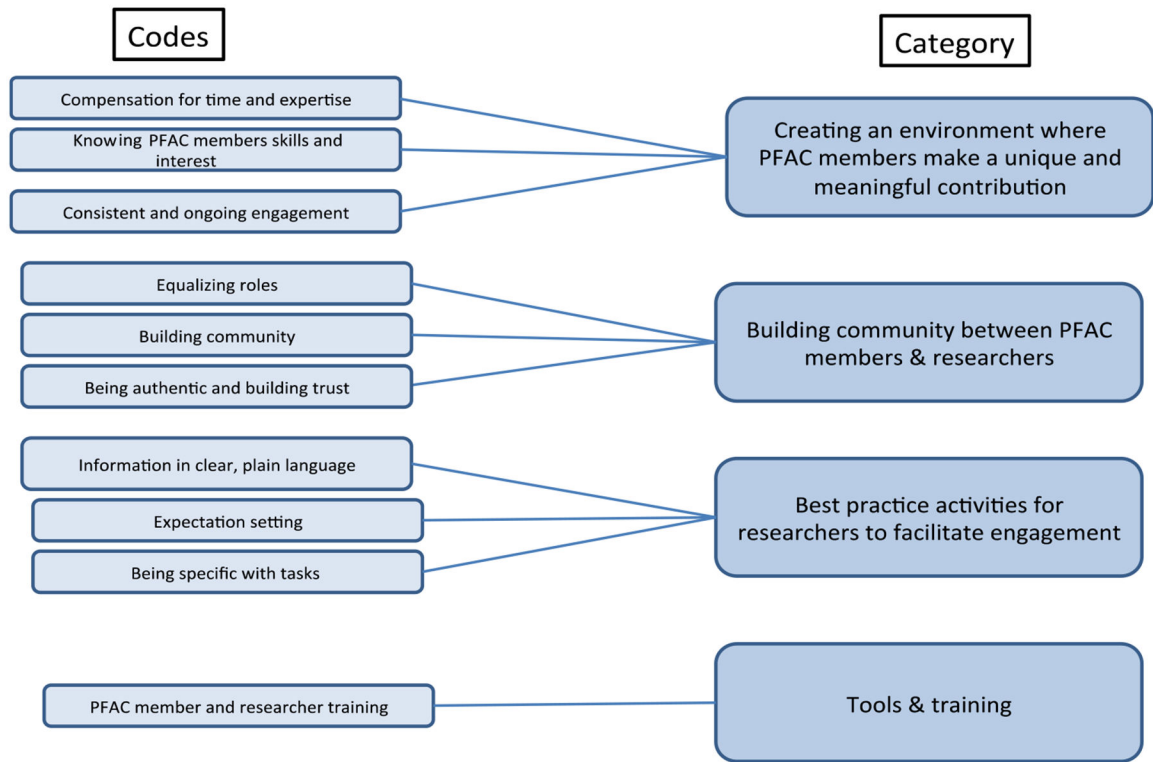 Codes
Category
Compensation for time and expertise
Knowing PFAC members skills and
interest
Consistent and ongoing engagement
Creating an environment where
PFAC members make a unique and
meaningful contribution
Equalizing roles
Building community
Being authentic and building trust
Building community between PFAC
members & researchers
Information in clear, plain language
Expectation setting
Being specific with tasks
Best practice activities for
researchers to facilitate engagement
PFAC member and researcher training
Tools & training